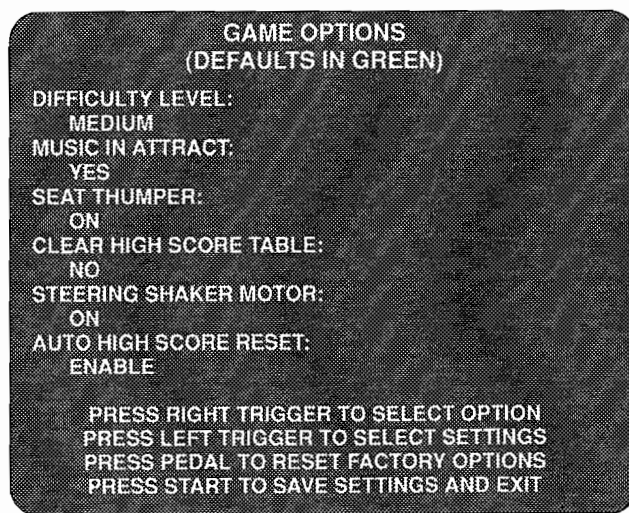 GAME OPTIONS
(DEFAULTS IN GREEN)
DIFFICULTY LEVEL:
MEDIUM
MUSIC IN ATTRACT:
YES
SEAT THUMPER:
ON
CLEAR HIGH SCORE TABLE:
NO
STEERING SHAKER MOTOR:
ON
AUTO HIGH SCORE RESET:
ENABLE
PRESS RIGHT TRIGGER TO SELECT OPTION
PRESS LEFT TRIGGER TO SELECT SETTINGS
PRESS PEDAL TO RESET FACTORY OPTIONS
PRESS START TO SAVE SETTINGS AND EXIT